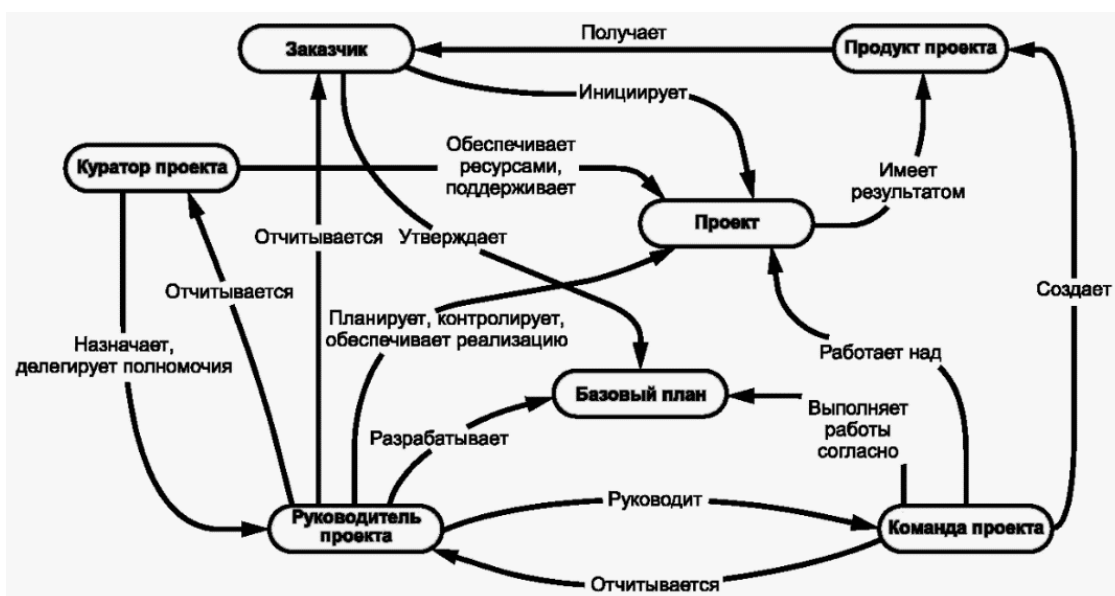 Получает
Заказчик
Продукт проекта
Инициирует
Обеспечивает
ресурсами,
поддерживает
Куратор проекта
Имеет
результатом
Проект
Отчитывается
Утверждает
Отчитывается
Создает
Планирует, контролирует,
обеспечивает реализацию
Назначает,
делегирует полномочия
Работает над
Базовый план
Выполняет
работы
согласно
Разрабатывает
Руководит
Руководитель
проекта
Команда проекта
Отчитывается